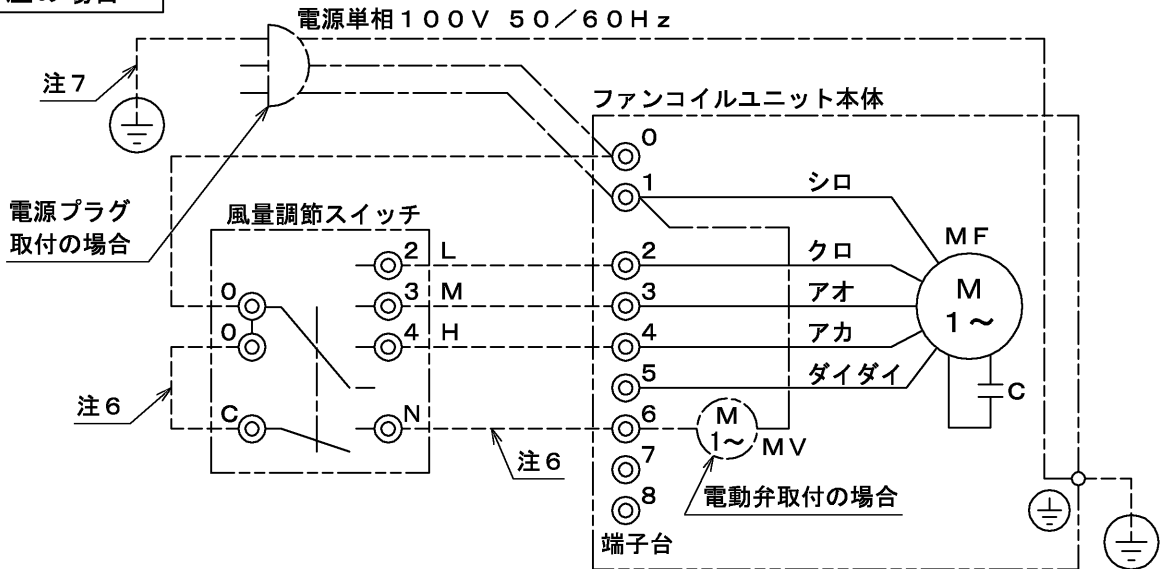 の場合
電源単相100V 50/60Hz
注7
ファンコイルユニット本体
電源プラグ
取付の場合
風量調節スイッチ
0
1
シロ
MF
2 L
2
クロ
M
1~
0
3 M
3
アオ
0
4 H
4
アカ
5
ダイダイ
C
注6
C
N
6
M
1~
MV
注6
7
電動弁取付の場合
8
端子台